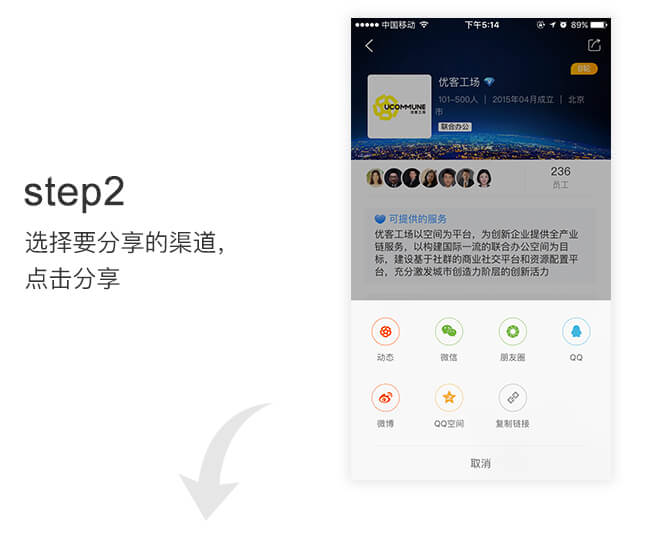 step2
选择要分享的渠道，
点击分享
中国移动 下午5:14 89%
B轮
优客工场
101-500人 | 2015年04月成立 | 北京
市
联合办公
UCOMMUNE
优客工场
236
员工
可提供的服务
优客工场以空间为平台，为创新企业提供全产业
链服务，以构建国际一流的联合办公空间为目
标，建设基于社群的商业社交平台和资源配置平
台，充分激发城市创造力阶层的创新活力
动态 微信 朋友圈 QQ
微博 QQ空间 复制链接
取消